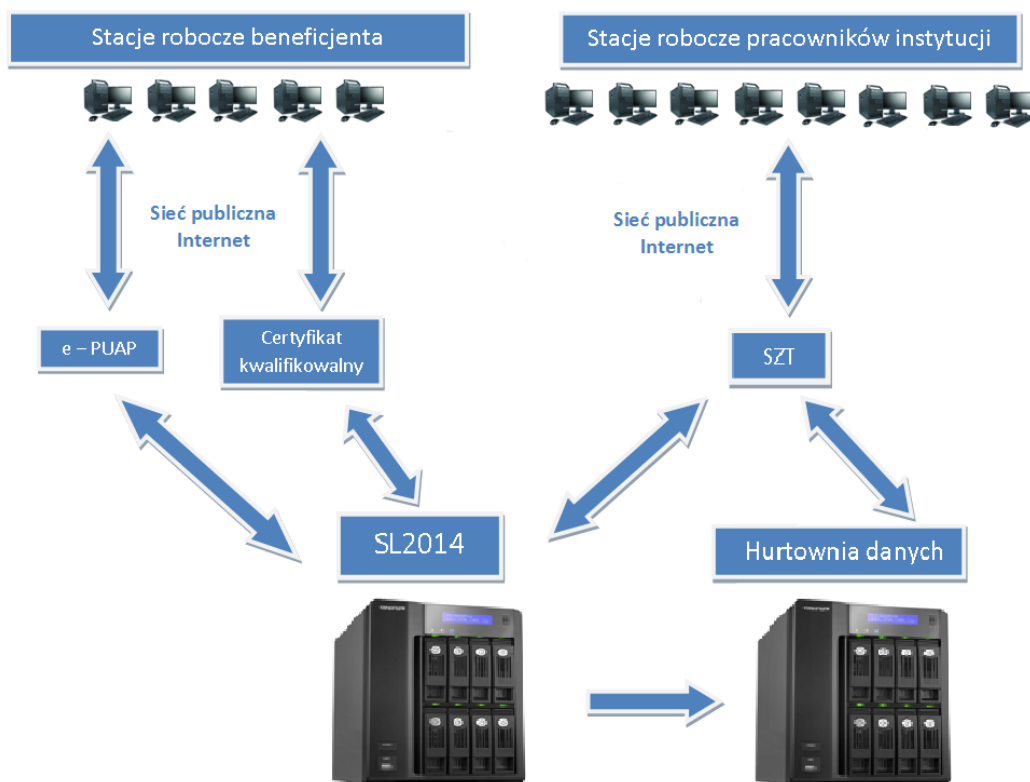 Stacje robocze beneficjenta
Stacje robocze pracowników instytucji
Sieć publiczna
Internet
Sieć publiczna
Internet
e – PUAP
Certyfikat
kwalifikowalny
SZT
SL2014
Hurtownia danych